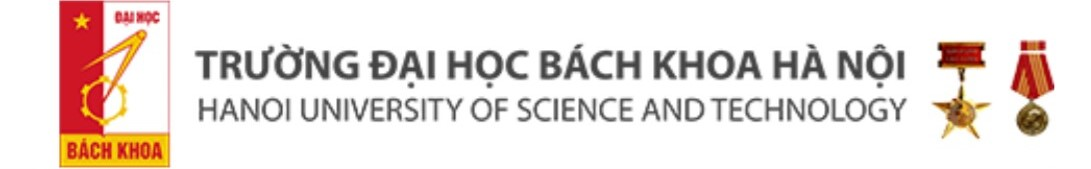 ĐẠI HỌC
BÁCH KHOA
TRƯỜNG ĐẠI HỌC BÁCH KHOA HÀ NỘI
HANOI UNIVERSITY OF SCIENCE AND TECHNOLOGY